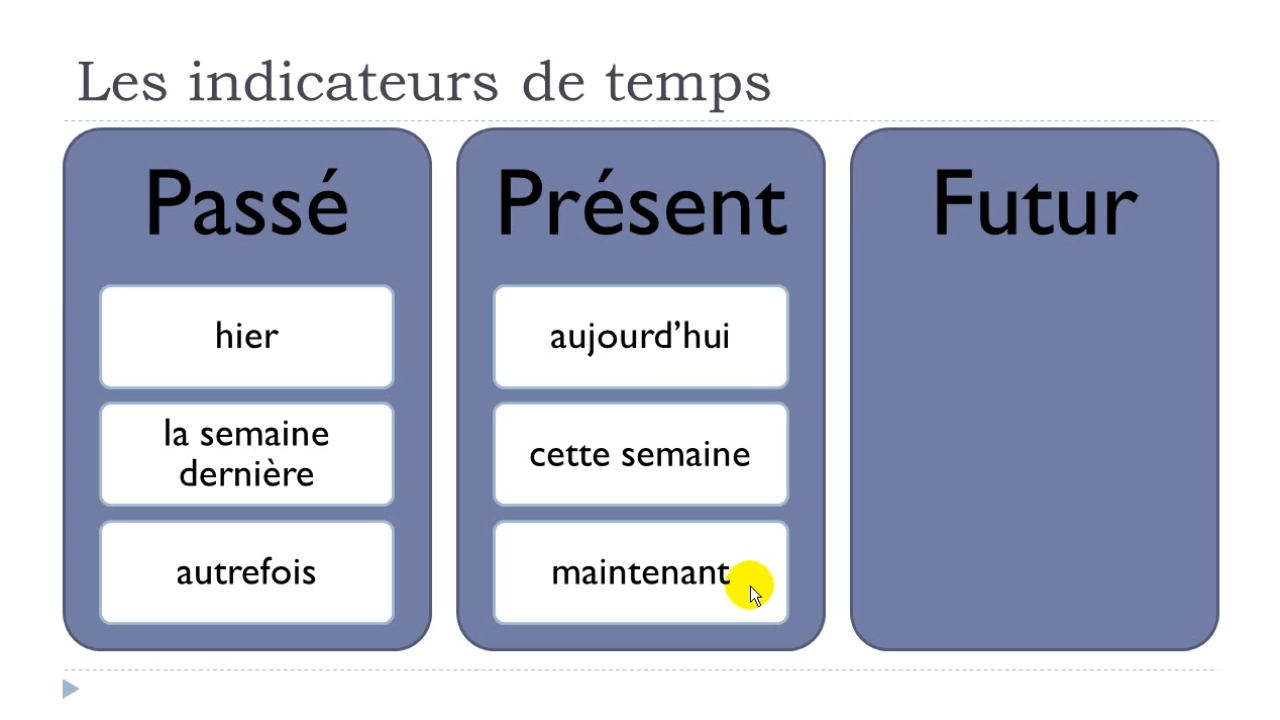 Les indicateurs de temps
Passé
hier
la semaine
dernière
autrefois
Présent
aujourd’hui
cette semaine
maintenant
Futur